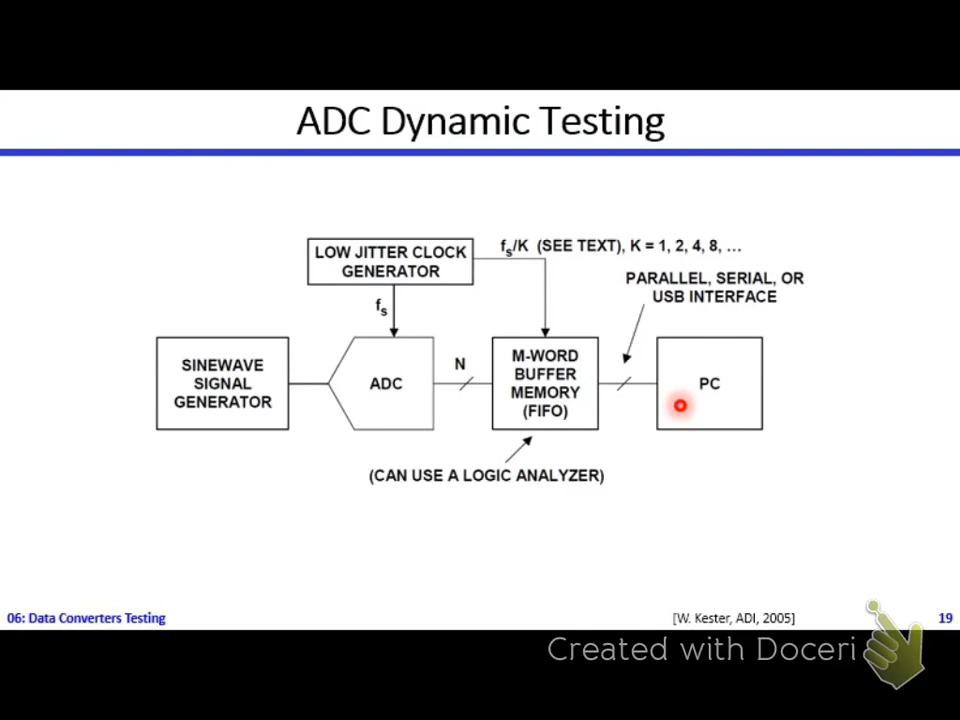 ADC Dynamic Testing
LOW JITTER CLOCK
GENERATOR
fs/K (SEE TEXT), K = 1, 2, 4, 8, …
PARALLEL, SERIAL, OR
USB INTERFACE
fs
SINEWAVE
SIGNAL
GENERATOR
ADC
N
M-WORD
BUFFER
MEMORY
(FIFO)
PC
(CAN USE A LOGIC ANALYZER)
06: Data Converters Testing
[W. Kester, ADI, 2005]
19
Created with Doceri